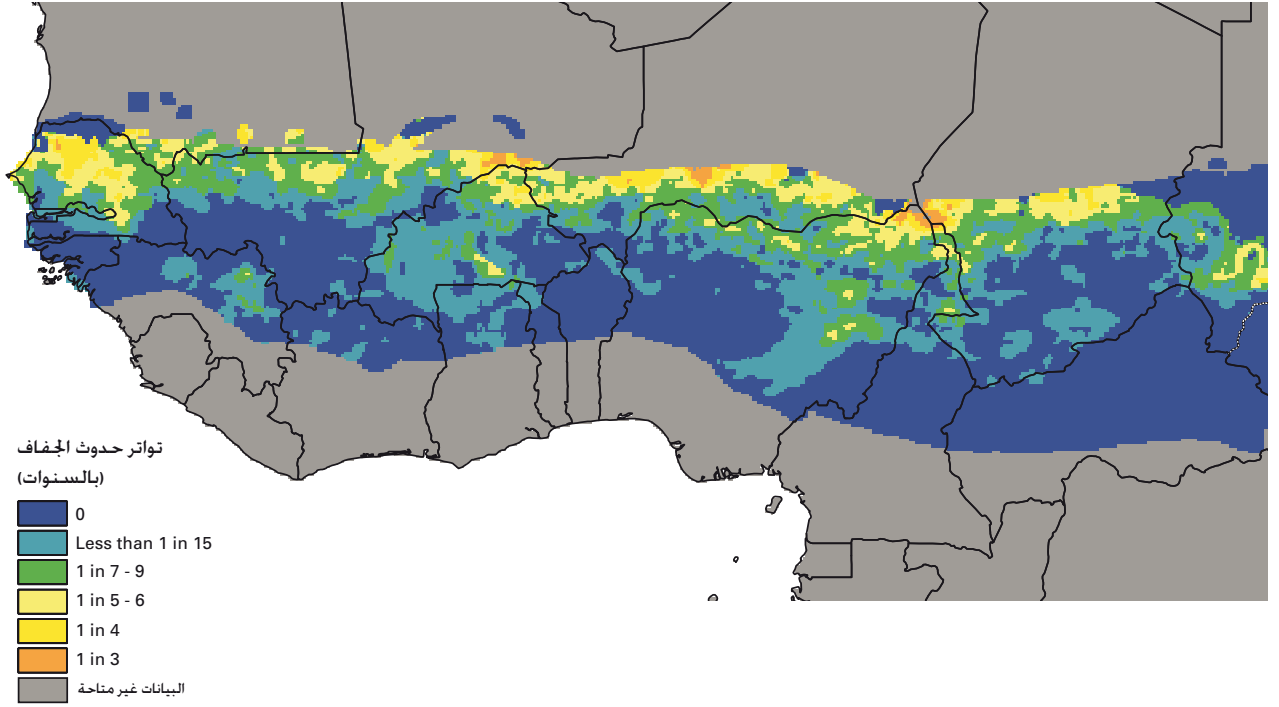 تواتر حدوث الجفاف
(بالسنوات)
0
Less than 1 in 15
1 in 7 - 9
1 in 5 - 6
1 in 4
1 in 3
البيانات غير متاحة